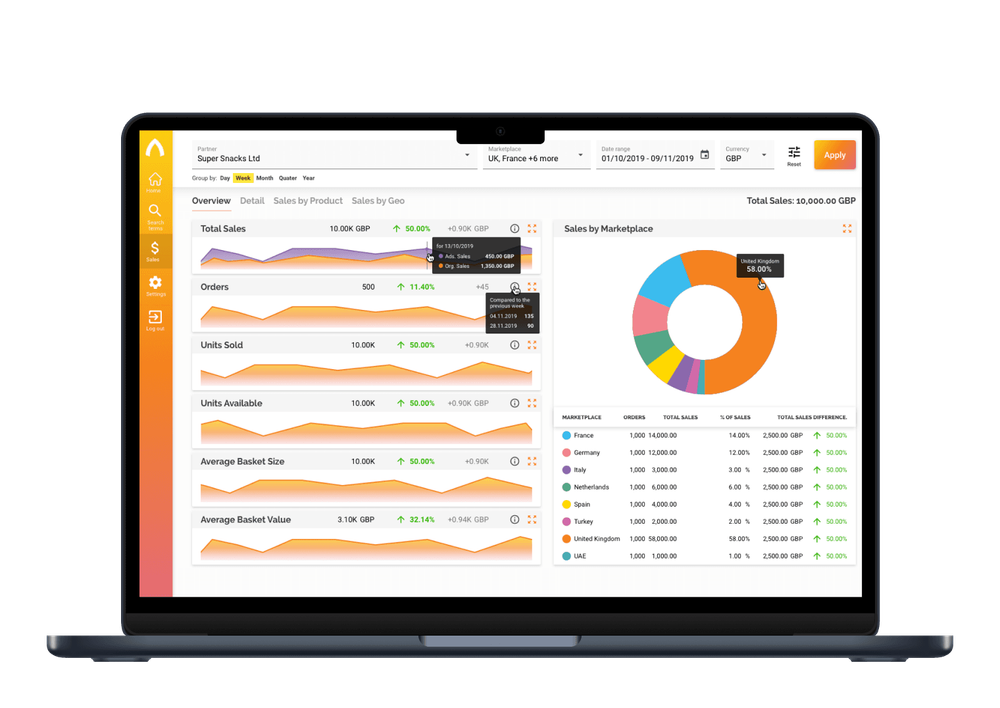 Partner
Super Snacks Ltd
Marketplace
UK, France +6 more
Date range
01/10/2019 - 09/11/2019
Currency
GBP
Reset
Apply
Group by: Day Week Month Quater Year
Home
Search terms
Sales
Settings
Log out
Overview Detail Sales by Product Sales by Geo
Total Sales: 10,000.00 GBP
Total Sales 10.00K GBP 50.00% +0.90K GBP
for 13/10/2019
Ads. Sales 450.00 GBP
Org. Sales 1,350.00 GBP
Orders 500 11.40% +45
Compared to the
previous week
04.11.2019 135
28.11.2019 90
Units Sold 10.00K 50.00% +0.90K
Units Available 10.00K 50.00% +0.90K GBP
Average Basket Size 10.00K 50.00% +0.90K
Average Basket Value 3.10K GBP 32.14% +0.94K GBP
Sales by Marketplace
United Kingdom
58.00%
MARKETPLACE ORDERS TOTAL SALES % OF SALES TOTAL SALES DIFFERENCE.
France 1,000 14,000.00 14.00% 2,500.00 GBP 50.00%
Germany 1,000 12,000.00 12.00% 2,500.00 GBP 50.00%
Italy 1,000 3,000.00 3.00 % 2,500.00 GBP 50.00%
Netherlands 1,000 6,000.00 6.00 % 2,500.00 GBP 50.00%
Spain 1,000 4,000.00 4.00 % 2,500.00 GBP 50.00%
Turkey 1,000 2,000.00 2.00 % 2,500.00 GBP 50.00%
United Kingdom 1,000 58,000.00 58.00% 2,500.00 GBP 50.00%
UAE 1,000 1,000.00 1.00 % 2,500.00 GBP 50.00%